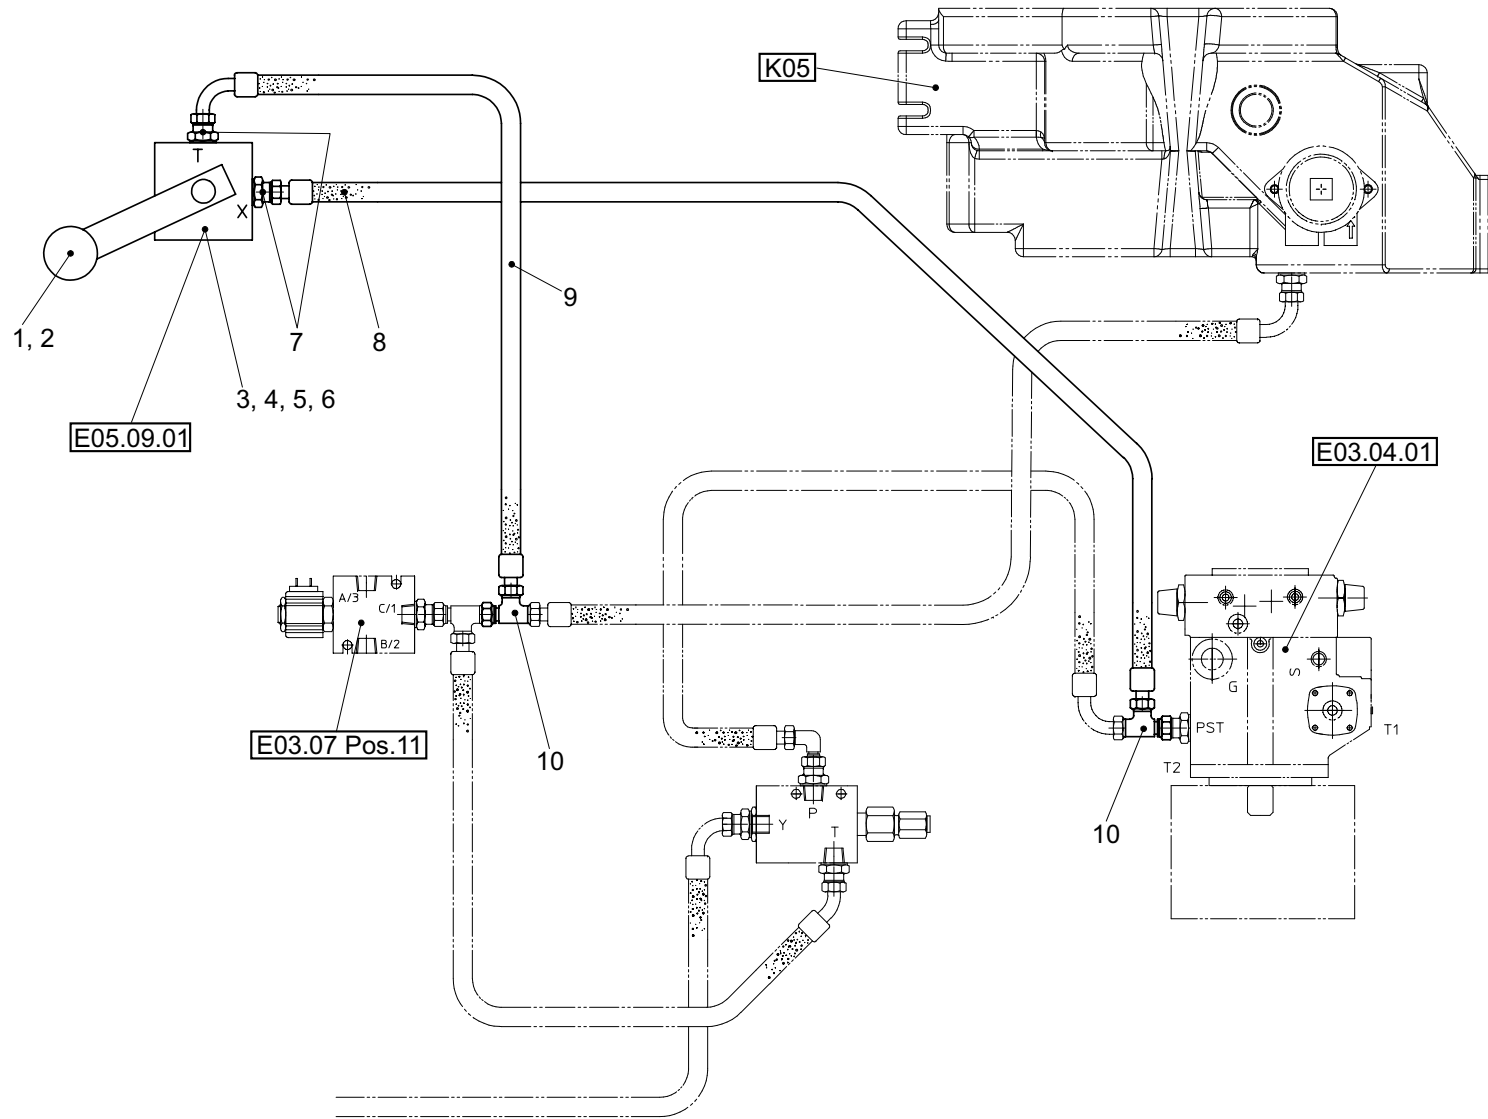 K05
T
X
9
1, 2
7
8
3, 4, 5, 6
E05.09.01
E03.04.01
A/3
C/1
B/2
S
G
PST
T1
T2
E03.07 Pos.11
10
10
P
Y
T